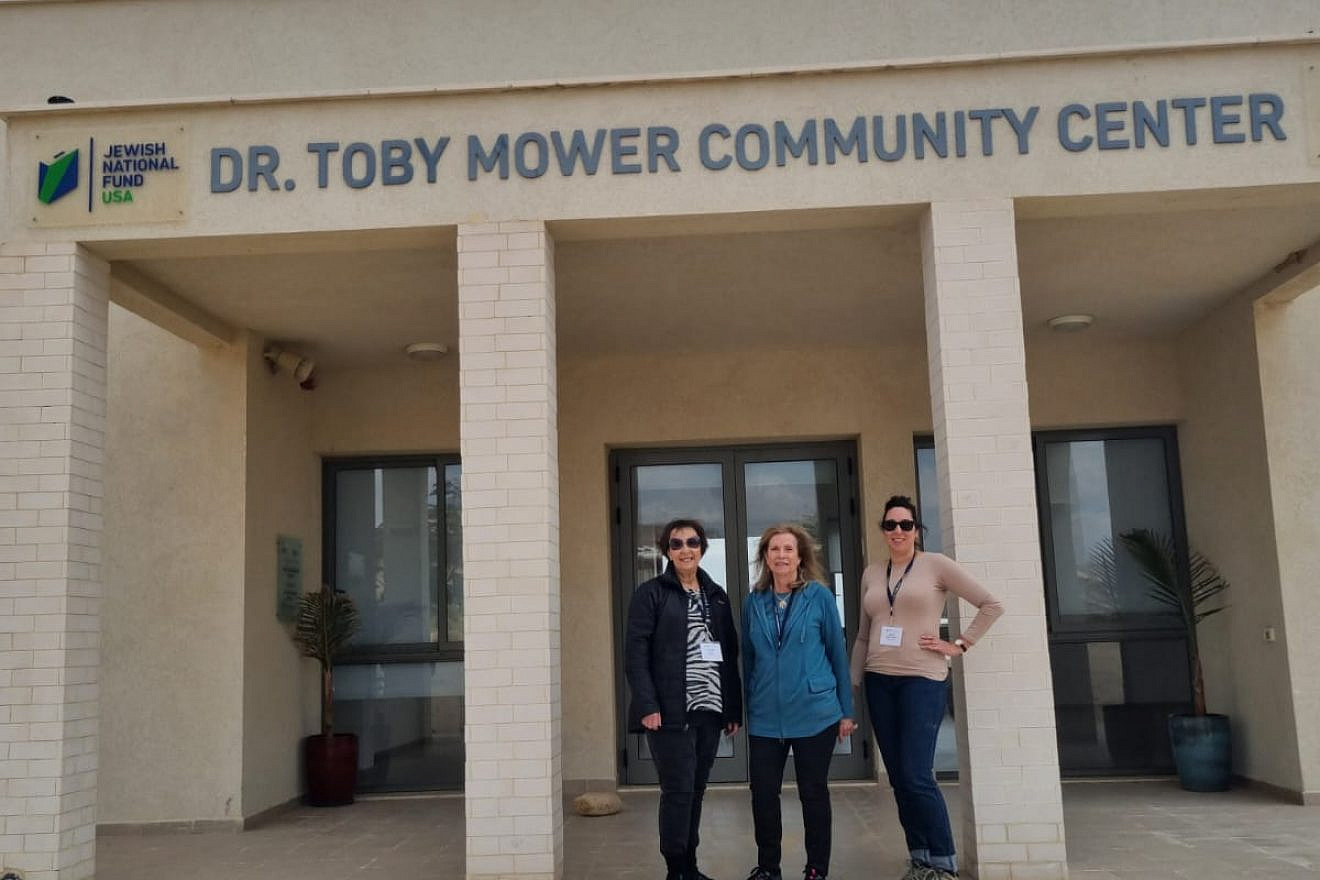 JEWISH
NATIONAL
FUND
USA
DR. TOBY MOWER COMMUNITY CENTER